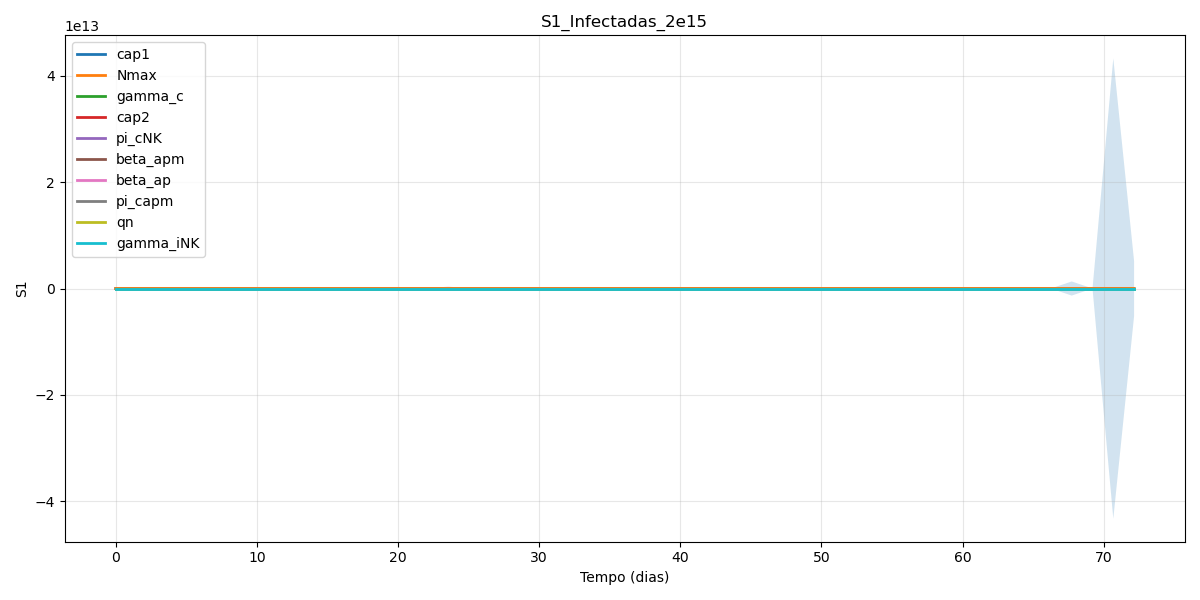 S1_Infectadas_2e15
1e13
cap1
Nmax
gamma_c
cap2
pi_cNK
beta_apm
beta_ap
pi_capm
qn
gamma_iNK
S1
4
2
0
−2
−4
0 10 20 30 40 50 60 70
Tempo (dias)